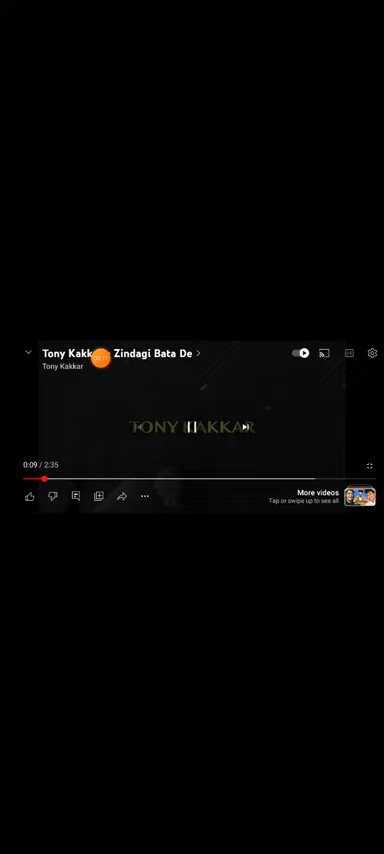 Tony Kakk Zindagi Bata De
Tony Kakkar
TONY KAKKAR
0:09 / 2:35
More videos
Tap or swipe up to see all